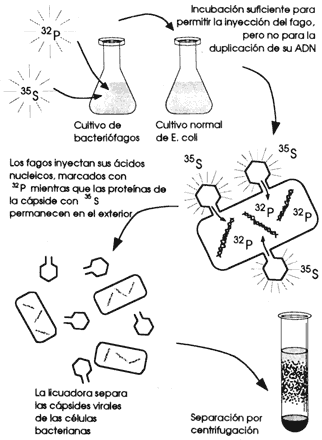 32P
35S
Incubación suficiente para
permitir la inyección del fago,
pero no para la
duplicación de su ADN
Cultivo de
bacteriófagos
Cultivo normal
de E. coli
Los fagos inyectan sus ácidos
nucleicos, marcados con
32P mientras que las proteínas de
la cápside con 35S
permanecen en el exterior
35S
35S
32P
32P
32P
35S
La licuadora separa
las cápsides virales
de las células
bacterianas
Separación por
centrifugación